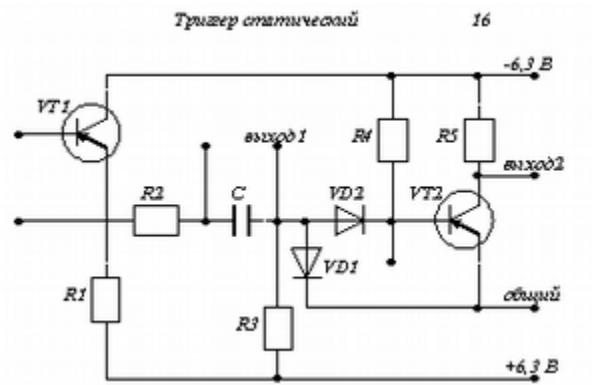 Тригер статический 16
-6,3 В
VT1
выход1
R4
R5
выход2
R2
C
VD2
VT2
VD1
R1
R3
общий
+6,3 В